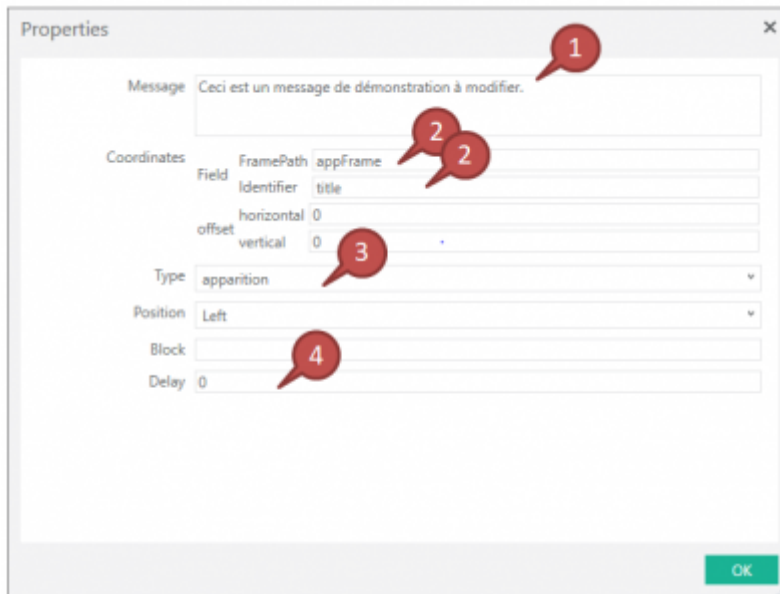 Properties
1
Message Ceci est un message de démonstration à modifier.
2
Coordinates Field FramePath appFrame
2
Identifier title
offset horizontal 0
vertical 0
3
Type apparition
Position Left
Block
4
Delay 0
OK